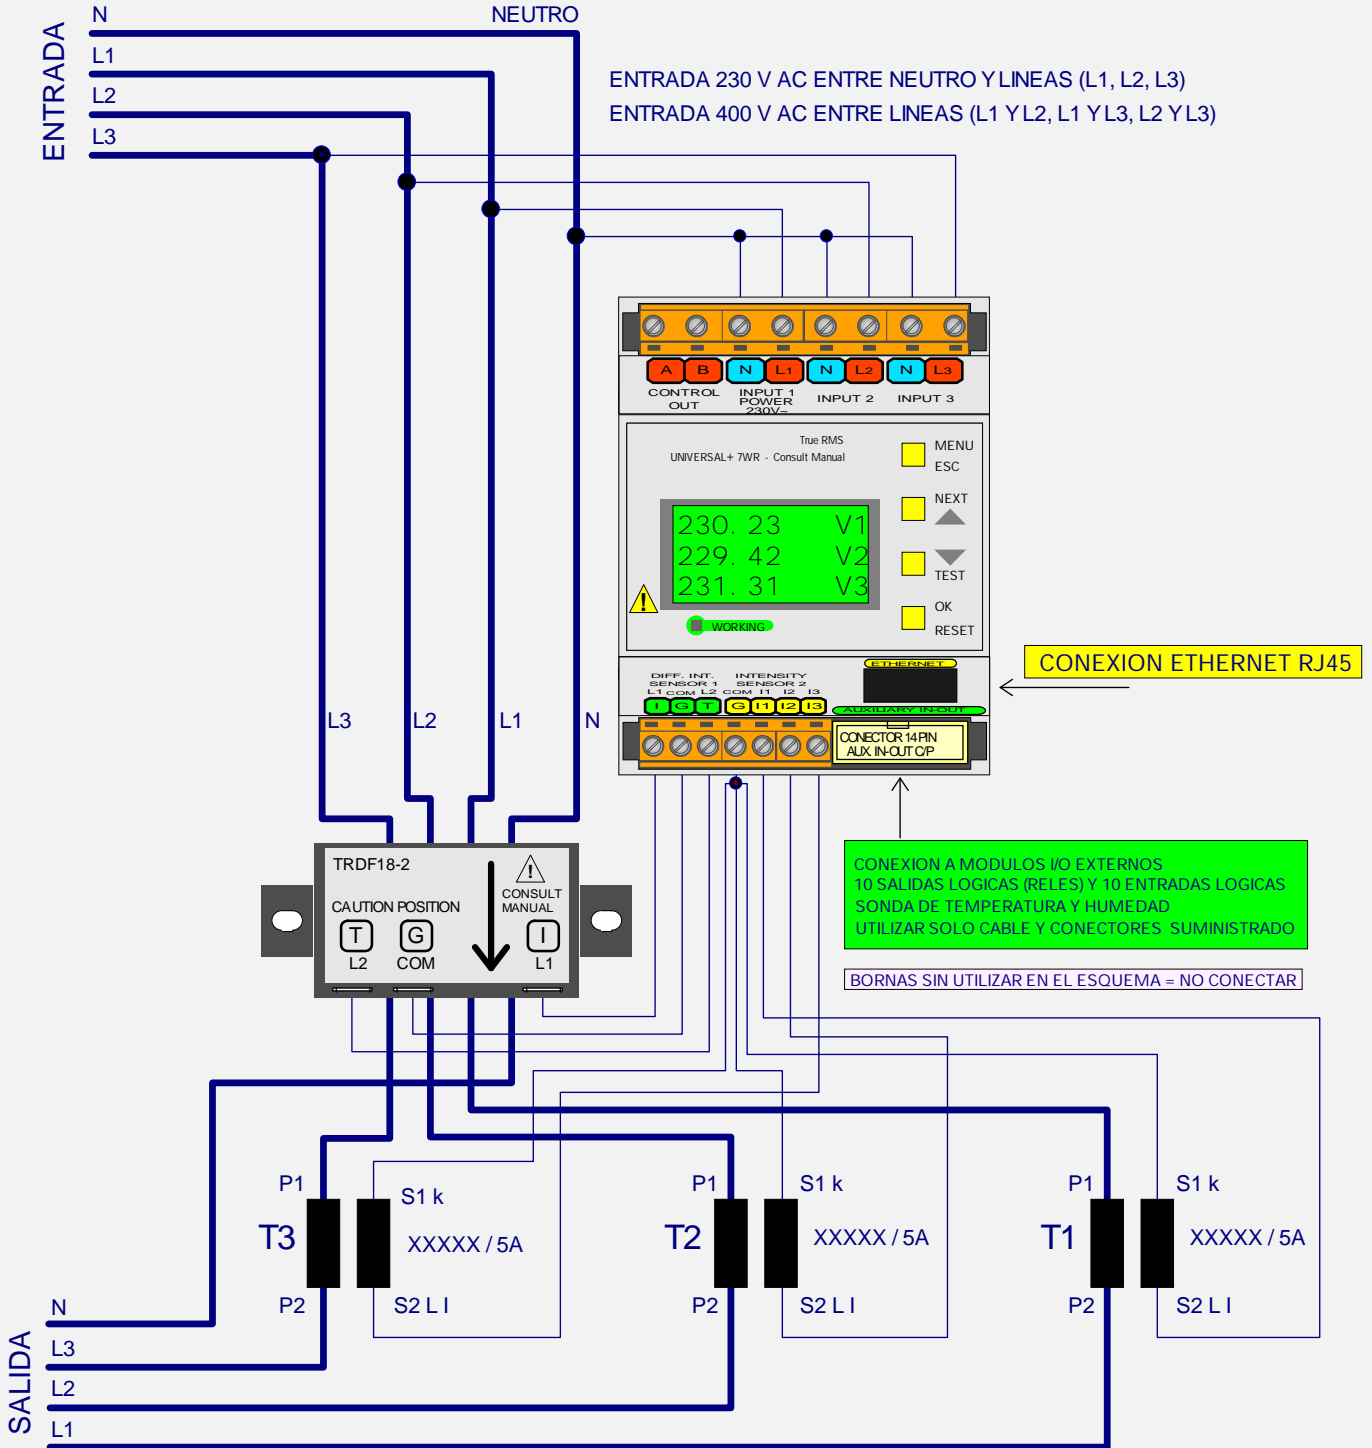 N
NEUTRO
ENTRADA
L1
L2
L3
ENTRADA 230 V AC ENTRE NEUTRO Y LINEAS (L1, L2, L3)
ENTRADA 400 V AC ENTRE LINEAS (L1 Y L2, L1 Y L3, L2 Y L3)
A B N L1 N L2 N L3
CONTROL OUT
INPUT 1 POWER 230V~
INPUT 2
INPUT 3
True RMS
UNIVERSAL+ 7WR - Consult Manual
MENU
ESC
NEXT
TEST
OK
RESET
230. 23 V1
229. 42 V2
231. 31 V3
!
WORKING
ETHERNET
CONEXION ETHERNET RJ45
DIFF. INT.
SENSOR 1
L1 COM L2
INTENSITY
SENSOR 2
COM I1 I2 I3
I G T G I1 I2 I3
AUXILIARY IN-OUT
CONECTOR 14 PIN
AUX. IN-OUT C/P
L3
L2
L1
N
TRDF18-2
!
CONSULT
MANUAL
CAUTION POSITION
T G I
L2 COM L1
CONEXION A MODULOS I/O EXTERNOS
10 SALIDAS LOGICAS (RELES) Y 10 ENTRADAS LOGICAS
SONDA DE TEMPERATURA Y HUMEDAD
UTILIZAR SOLO CABLE Y CONECTORES SUMINISTRADO
BORNAS SIN UTILIZAR EN EL ESQUEMA = NO CONECTAR
P1
S1 k
T3
XXXXX / 5A
P2
S2 L I
P1
S1 k
T2
XXXXX / 5A
P2
S2 L I
P1
S1 k
T1
XXXXX / 5A
P2
S2 L I
SALIDA
N
L3
L2
L1